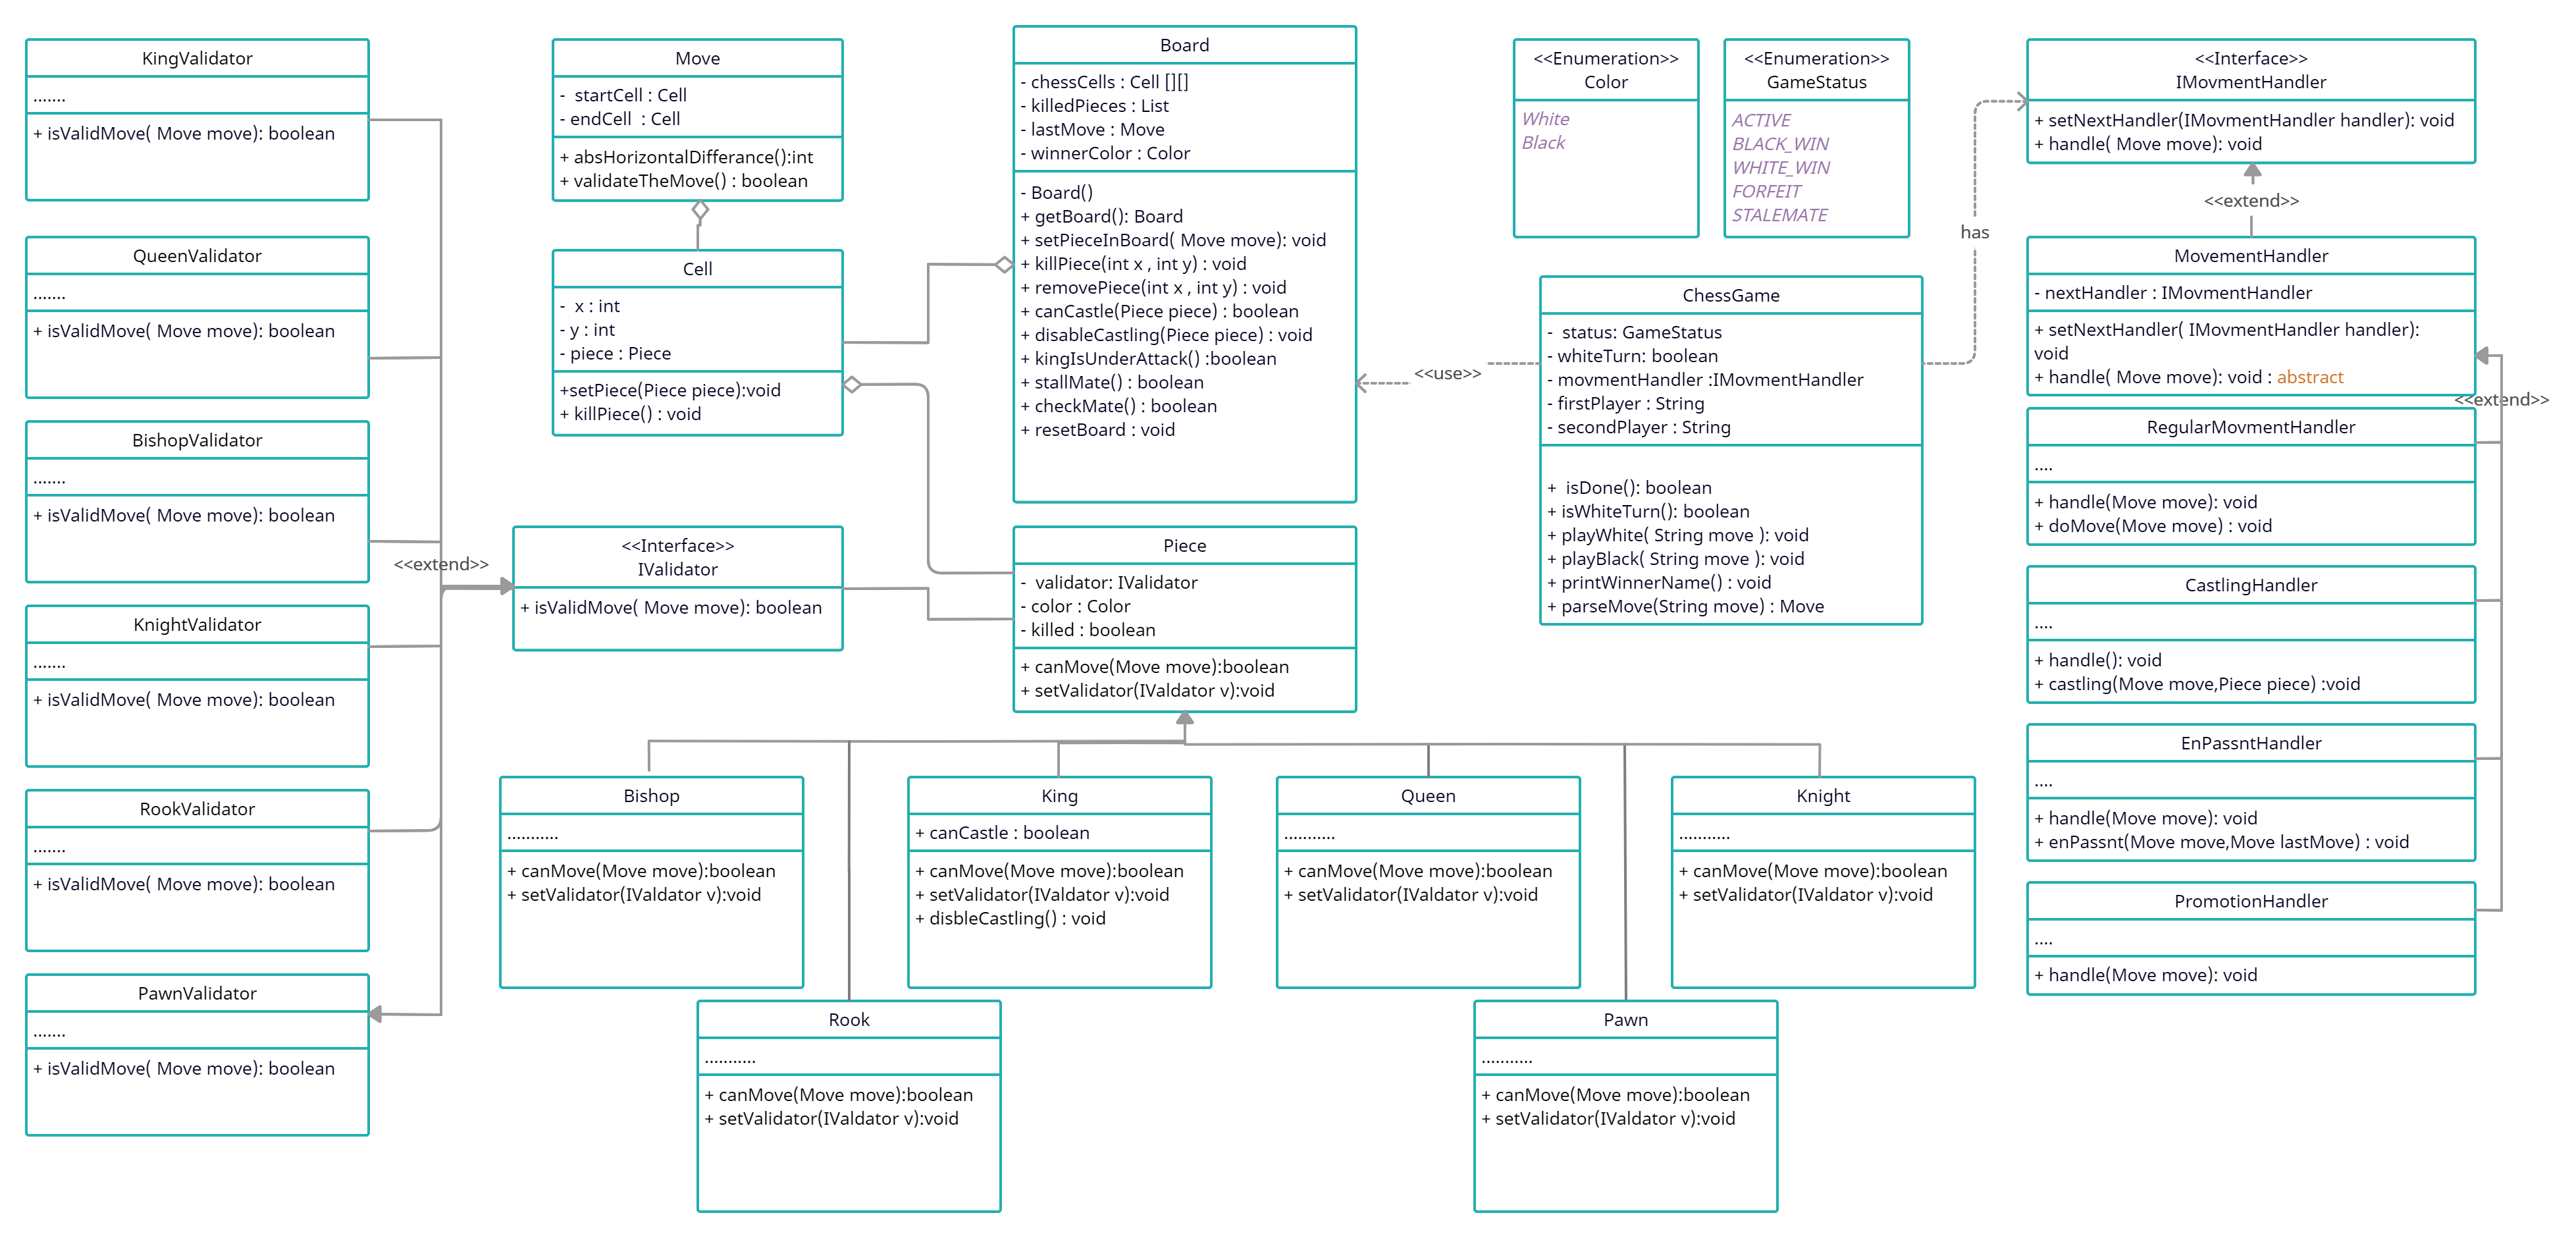 KingValidator
.......
+ isValidMove( Move move): boolean
QueenValidator
.......
+ isValidMove( Move move): boolean
BishopValidator
.......
+ isValidMove( Move move): boolean
KnightValidator
.......
+ isValidMove( Move move): boolean
RookValidator
.......
+ isValidMove( Move move): boolean
PawnValidator
.......
+ isValidMove( Move move): boolean
<<extend>>
Move
- startCell : Cell
- endCell : Cell
+ absHorizontalDifferance():int
+ validateTheMove() : boolean
Cell
- x : int
- y : int
- piece : Piece
+setPiece(Piece piece):void
+ killPiece() : void
<<Interface>>
IValidator
+ isValidMove( Move move): boolean
Board
- chessCells : Cell [][]
- killedPieces : List
- lastMove : Move
- winnerColor : Color
- Board()
+ getBoard(): Board
+ setPieceInBoard( Move move): void
+ killPiece(int x , int y) : void
+ removePiece(int x , int y) : void
+ canCastle(Piece piece) : boolean
+ disableCastling(Piece piece) : void
+ kingIsUnderAttack() :boolean
+ stallMate() : boolean
+ checkMate() : boolean
+ resetBoard : void
Piece
- validator: IValidator
- color : Color
- killed : boolean
+ canMove(Move move):boolean
+ setValidator(IValdator v):void
<<use>>
<<Enumeration>>
Color
White
Black
<<Enumeration>>
GameStatus
ACTIVE
BLACK_WIN
WHITE_WIN
FORFEIT
STALEMATE
ChessGame
- status: GameStatus
- whiteTurn: boolean
- movmentHandler :IMovmentHandler
- firstPlayer : String
- secondPlayer : String
+ isDone(): boolean
+ isWhiteTurn(): boolean
+ playWhite( String move ): void
+ playBlack( String move ): void
+ printWinnerName() : void
+ parseMove(String move) : Move
has
<<Interface>>
IMovmentHandler
+ setNextHandler(IMovmentHandler handler): void
+ handle( Move move): void
<<extend>>
MovementHandler
- nextHandler : IMovmentHandler
+ setNextHandler( IMovmentHandler handler):
void
+ handle( Move move): void : abstract
<<extend>>
RegularMovmentHandler
....
+ handle(Move move): void
+ doMove(Move move) : void
CastlingHandler
....
+ handle(): void
+ castling(Move move,Piece piece) :void
EnPassntHandler
....
+ handle(Move move): void
+ enPassnt(Move move,Move lastMove) : void
PromotionHandler
....
+ handle(Move move): void
Bishop
...........
+ canMove(Move move):boolean
+ setValidator(IValdator v):void
King
+ canCastle : boolean
+ canMove(Move move):boolean
+ setValidator(IValdator v):void
+ disbleCastling() : void
Queen
...........
+ canMove(Move move):boolean
+ setValidator(IValdator v):void
Knight
...........
+ canMove(Move move):boolean
+ setValidator(IValdator v):void
Rook
...........
+ canMove(Move move):boolean
+ setValidator(IValdator v):void
Pawn
...........
+ canMove(Move move):boolean
+ setValidator(IValdator v):void